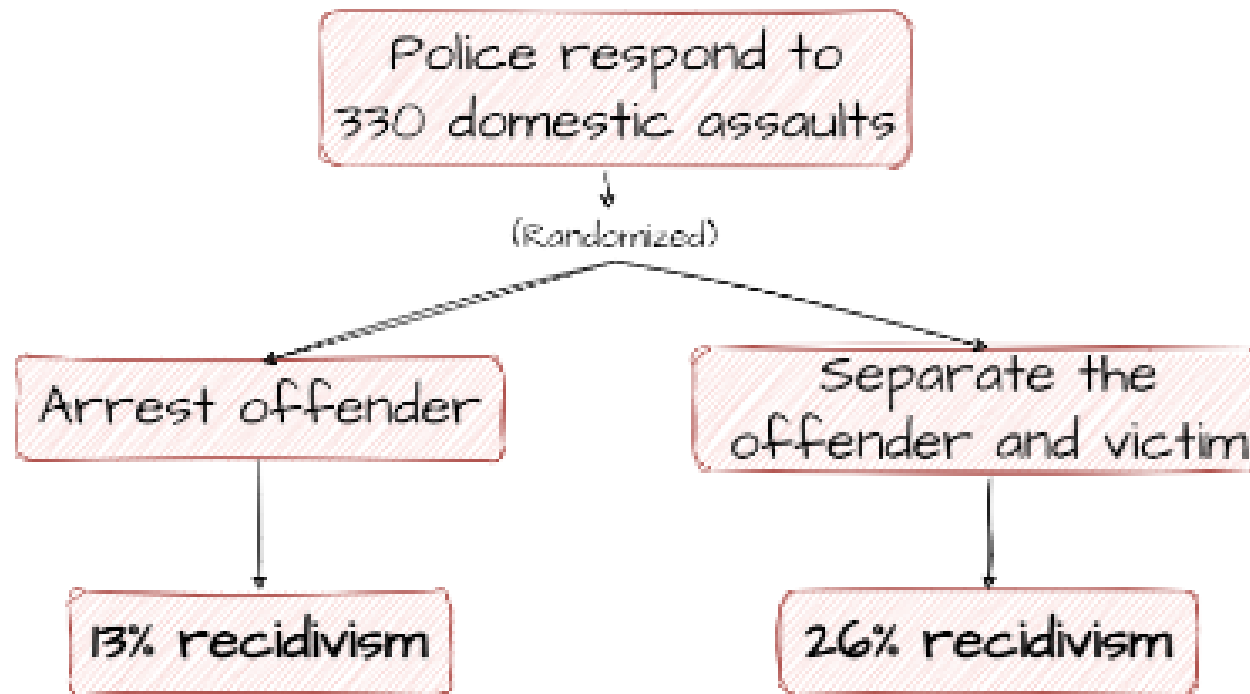 Police respond to
330 domestic assaults
(Randomized)
Arrest offender
Separate the
offender and victim
13% recidivism
26% recidivism